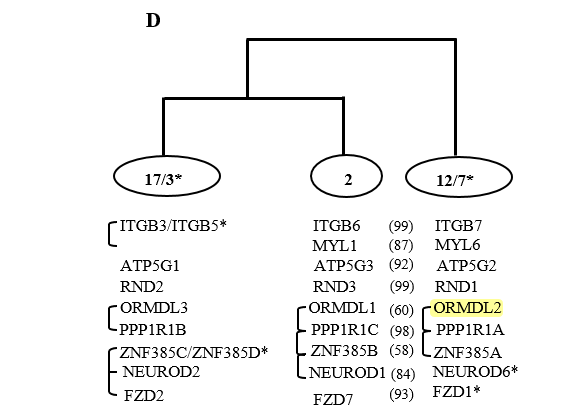 D
17/3* 2 12/7*
ITGB3/ITGB5* ITGB6 (99) ITGB7
MYL1 (87) MYL6
ATP5G1 ATP5G3 (92) ATP5G2
RND2 RND3 (99) RND1
ORMDL3 ORMDL1 (60) ORMDL2
PPP1R1B PPP1R1C (98) PPP1R1A
ZNF385C/ZNF385D* ZNF385B (58) ZNF385A
NEUROD2 NEUROD1 (84) NEUROD6*
FZD2 FZD7 (93) FZD1*